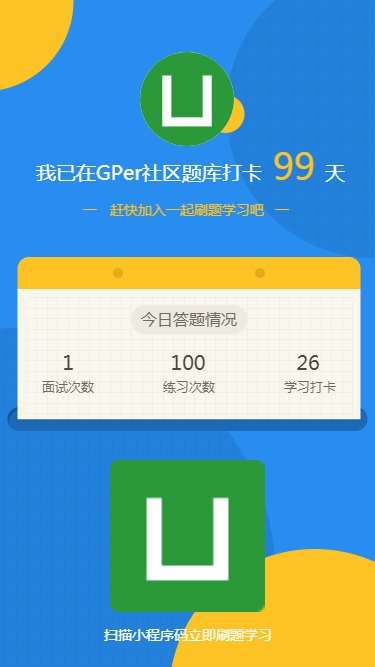 我已在GPer社区题库打卡 99 天
一 赶快加入一起刷题学习吧 一
今日答题情况
1 100 26
面试次数 练习次数 学习打卡
扫描小程序码立即刷题学习